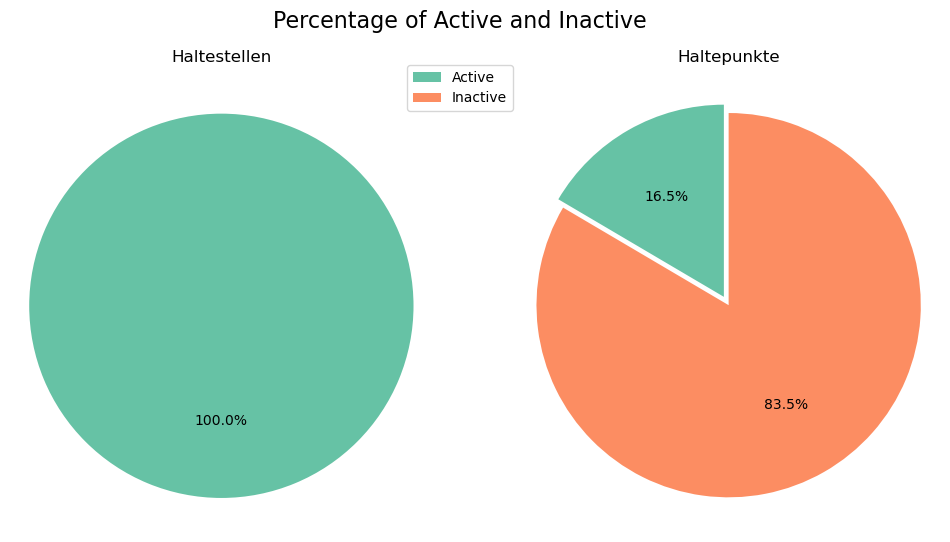 Percentage of Active and Inactive
Haltestellen
Active
Inactive
100.0%
Haltepunkte
16.5%
83.5%